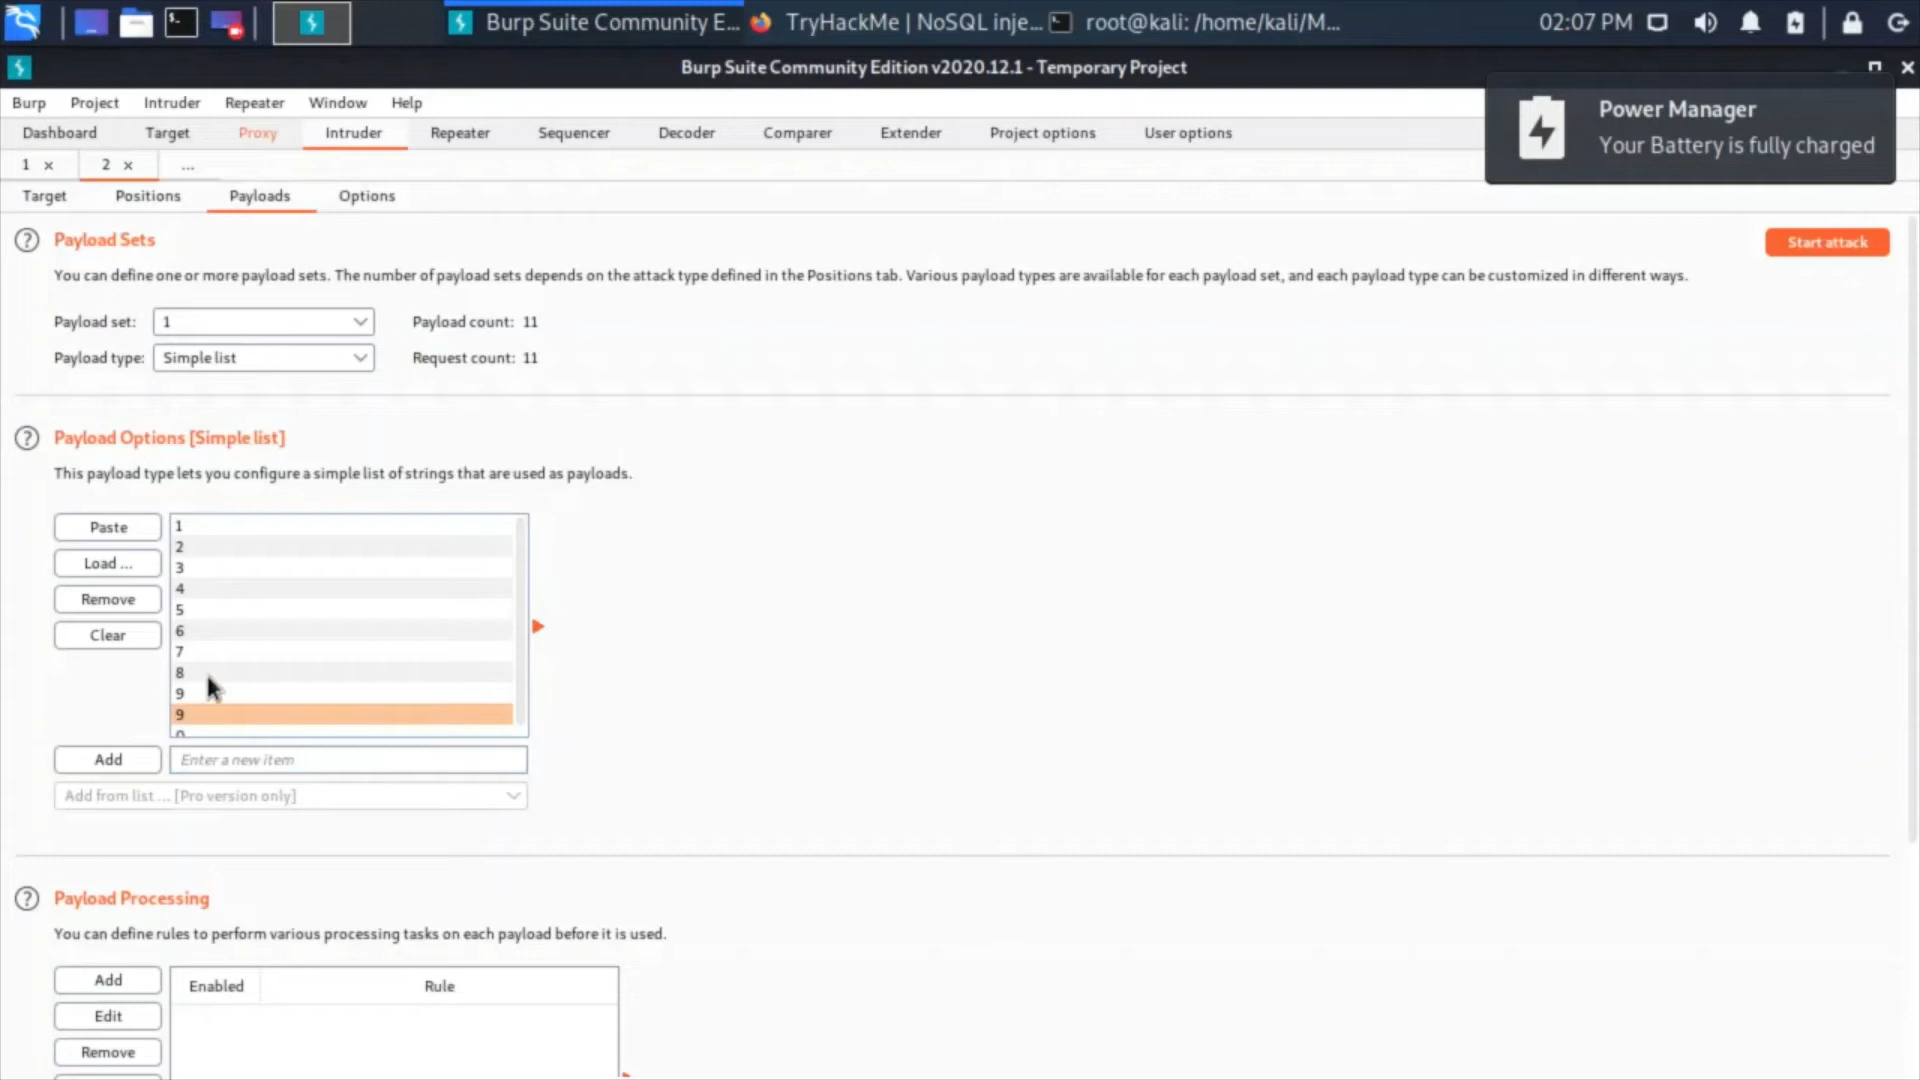 Burp Suite Community E...
TryHackMe | NoSQL inje...
root@kali: /home/kali/M...
02:07 PM
Burp Suite Community Edition v2020.12.1 - Temporary Project
Burp Project Intruder Repeater Window Help
Power Manager
Your Battery is fully charged
Dashboard Target Proxy Intruder Repeater Sequencer Decoder Comparer Extender Project options User options
1 × 2 × ...
Target Positions Payloads Options
? Payload Sets
Start attack
You can define one or more payload sets. The number of payload sets depends on the attack type defined in the Positions tab. Various payload types are available for each payload set, and each payload type can be customized in different ways.
Payload set: 1 Payload count: 11
Payload type: Simple list Request count: 11
? Payload Options [Simple list]
This payload type lets you configure a simple list of strings that are used as payloads.
Paste
Load ...
Remove
Clear
1
2
3
4
5
6
7
8
9
9
0
Add Enter a new item
Add from list ... [Pro version only]
? Payload Processing
You can define rules to perform various processing tasks on each payload before it is used.
Add
Edit
Remove
Enabled Rule